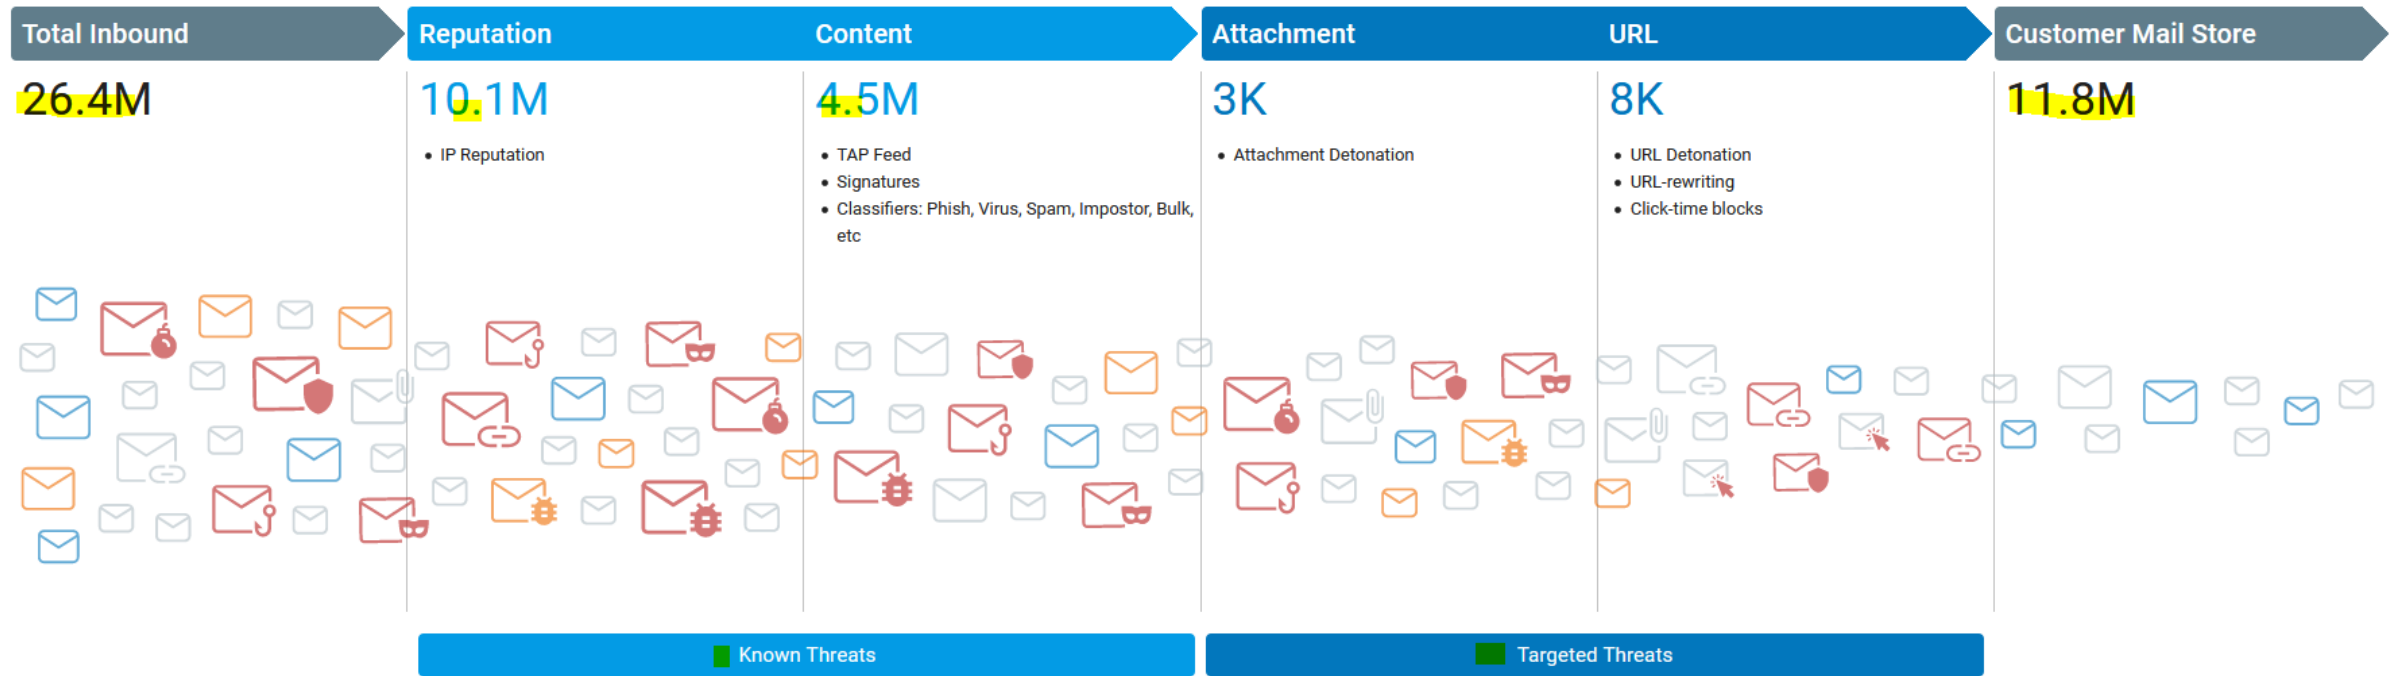 Total Inbound
Reputation
Content
Attachment
URL
Customer Mail Store
26.4M
10.1M
4.5M
3K
8K
11.8M
• IP Reputation
• TAP Feed
• Signatures
• Classifiers: Phish, Virus, Spam, Impostor, Bulk,
etc
• Attachment Detonation
• URL Detonation
• URL-rewriting
• Click-time blocks
Known Threats
Targeted Threats